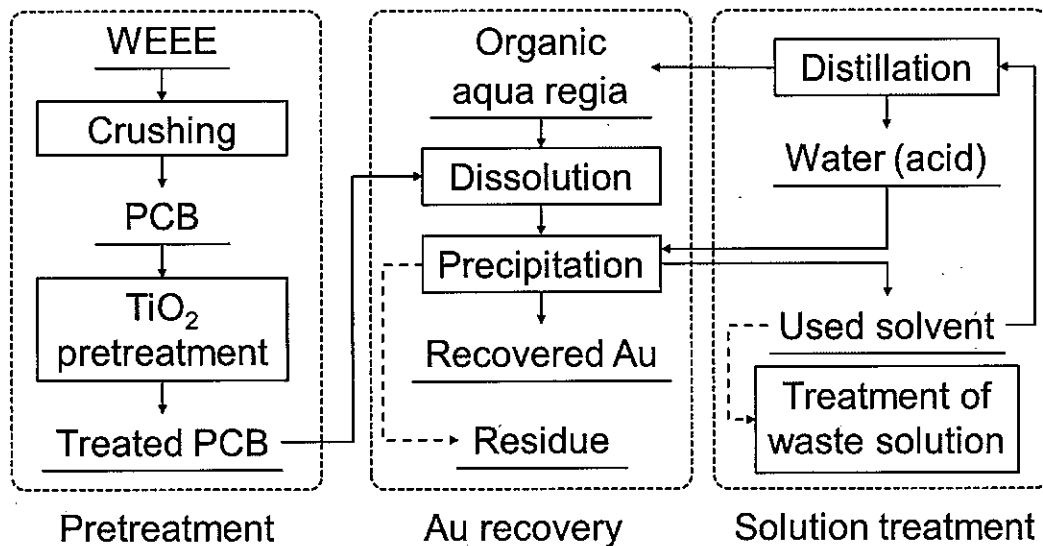 WEEE
Crushing
PCB
TiO₂
pretreatment
Treated PCB
Pretreatment
Organic
aqua regia
Dissolution
Precipitation
Recovered Au
Residue
Au recovery
Distillation
Water (acid)
Used solvent
Treatment of
waste solution
Solution treatment